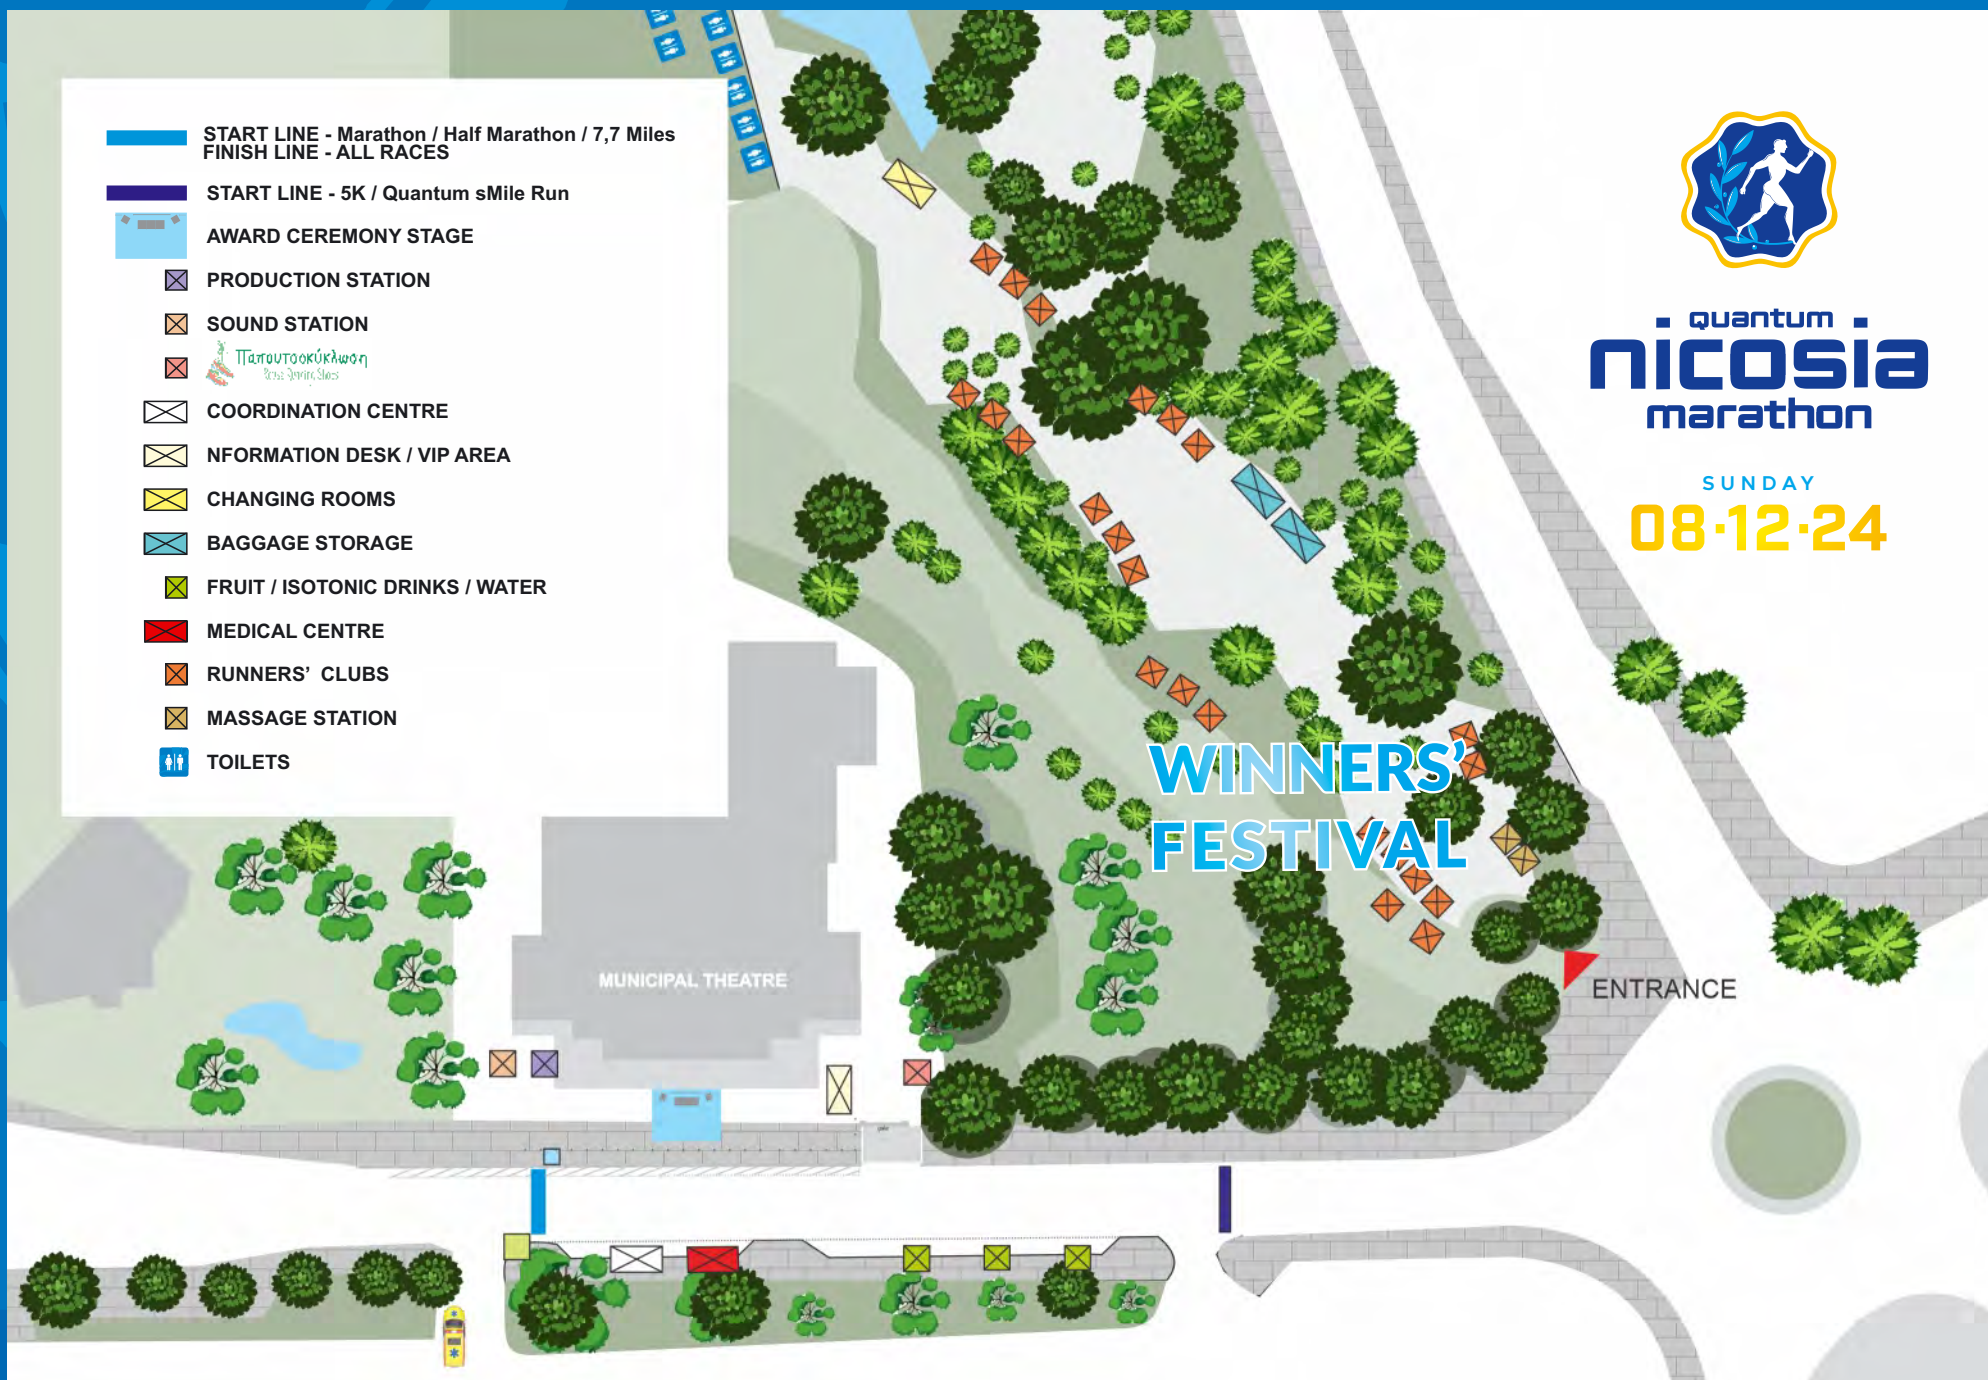 START LINE - Marathon / Half Marathon / 7,7 Miles
FINISH LINE - ALL RACES
START LINE - 5K / Quantum sMile Run
AWARD CEREMONY STAGE
PRODUCTION STATION
SOUND STATION
Παπουτσοκύκλωση
COORDINATION CENTRE
NFORMATION DESK / VIP AREA
CHANGING ROOMS
BAGGAGE STORAGE
FRUIT / ISOTONIC DRINKS / WATER
MEDICAL CENTRE
RUNNERS' CLUBS
MASSAGE STATION
TOILETS
quantum
nicosia
marathon
SUNDAY
08·12·24
WINNERS'
FESTIVAL
MUNICIPAL THEATRE
ENTRANCE